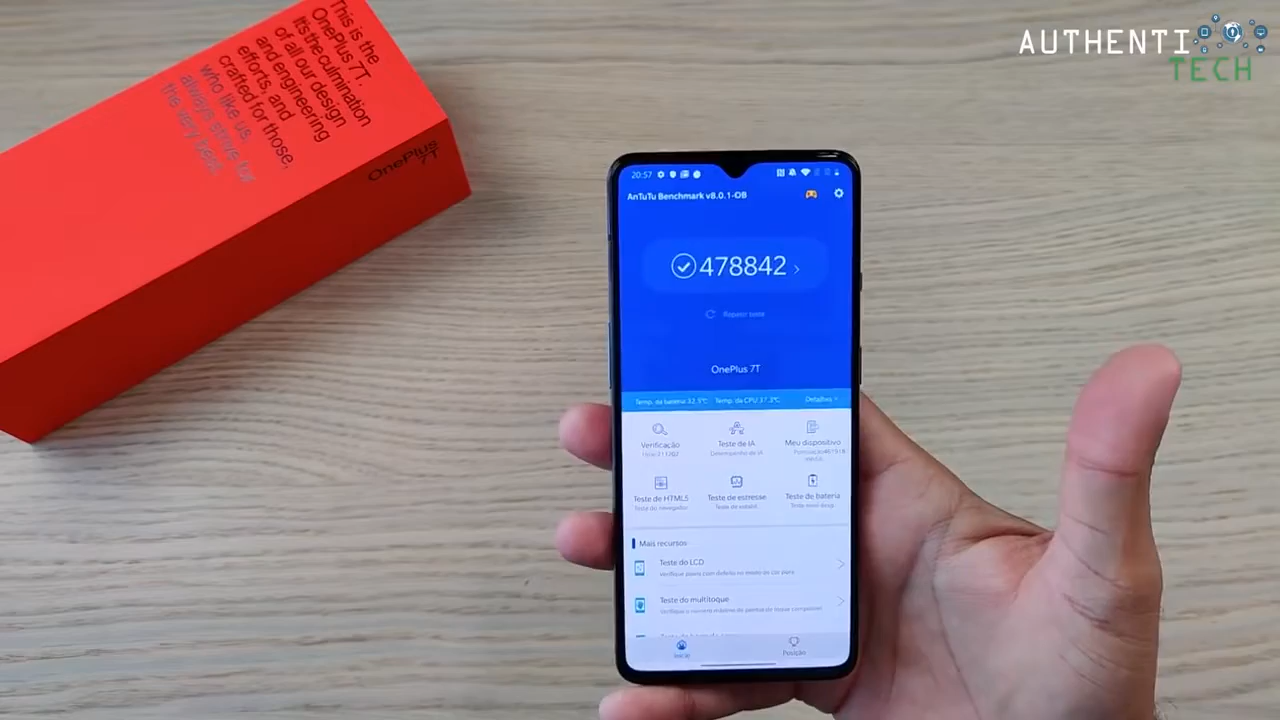 This is the
OnePlus 7T.
It's the culmination
of all our design
and engineering
efforts, and
crafted for those,
who like us,
always strive for
the very best.
OnePlus
7T
AUTHENTI
TECH
20:57
AnTuTu Benchmark v8.0.1-OB
478842
Repetir teste
OnePlus 7T
Temp. da bateria 32,5°C Temp. da CPU 37.3°C Detalhes
Verificação Teste de IA Meu dispositivo
Desempenho de IA
Teste de HTML5 Teste de estresse Teste de bateria
Teste do navegador
Mais recursos
Teste do LCD
Teste do multitoque
Início Posição